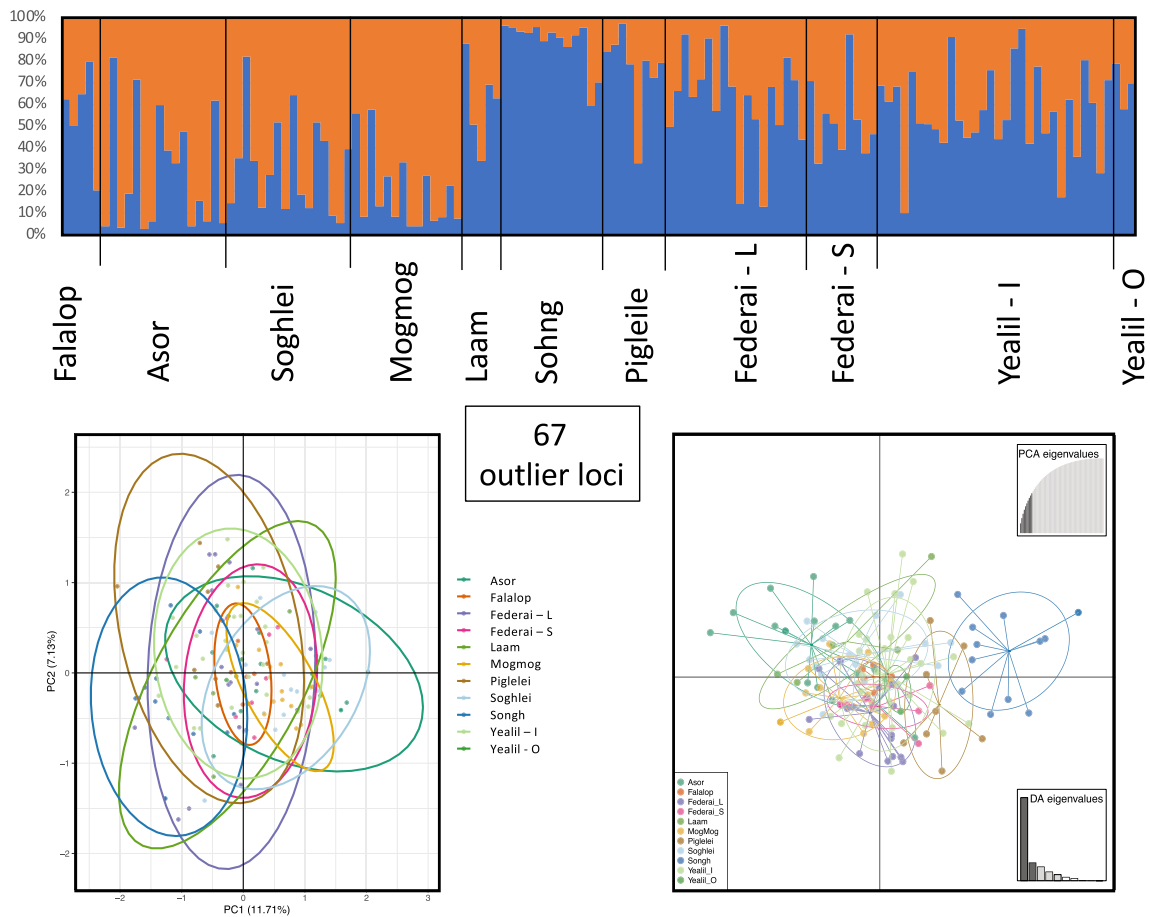 100%
90%
80%
70%
60%
50%
40%
30%
20%
10%
0%
Falalop
Asor
Soghlei
Mogmog
Laam
Sohng
Pigleile
Federai - L
Federai - S
Yealil - I
Yealil - O
67
outlier loci
PC2 (7.13%)
2
1
0
−1
−2
−2
−1
0
1
2
3
PC1 (11.71%)
Asor
Falalop
Federai – L
Federai – S
Laam
Mogmog
Piglelei
Soghlei
Songh
Yealil – I
Yealil - O
PCA eigenvalues
Asor
Falalop
Federai_L
Federai_S
Laam
MogMog
Piglelei
Soghlei
Songh
Yealil_I
Yealil_O
DA eigenvalues